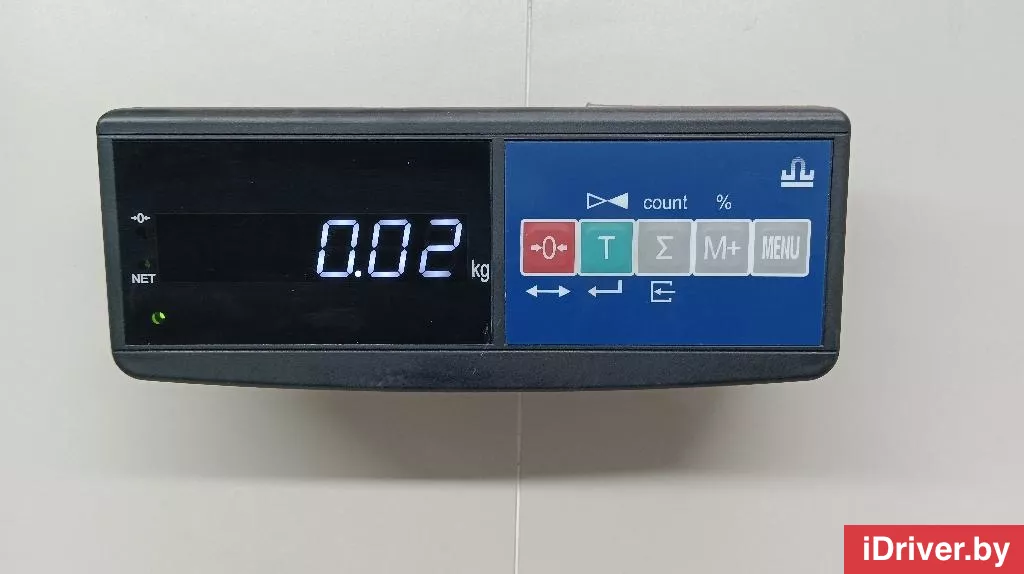 →0←
NET
0.02 kg
count %
→0← T Σ M+ MENU
iDriver.by